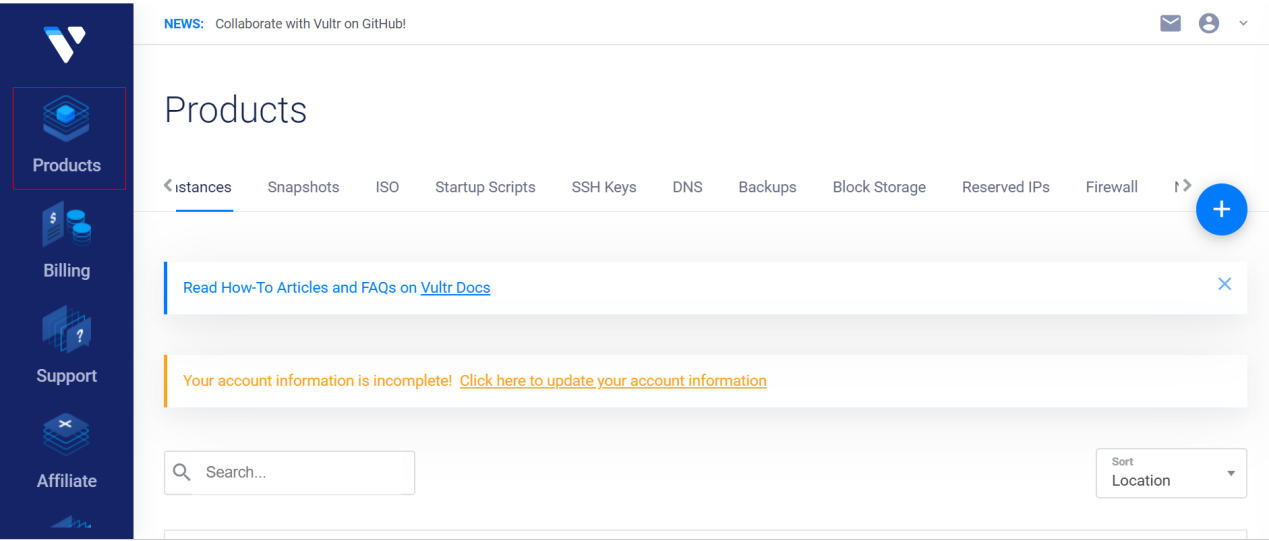 NEWS: Collaborate with Vultr on GitHub!
Products
Products
istances Snapshots ISO Startup Scripts SSH Keys DNS Backups Block Storage Reserved IPs Firewall
Billing
Read How-To Articles and FAQs on Vultr Docs
Support
Your account information is incomplete! Click here to update your account information
Affiliate
Search...
Sort
Location